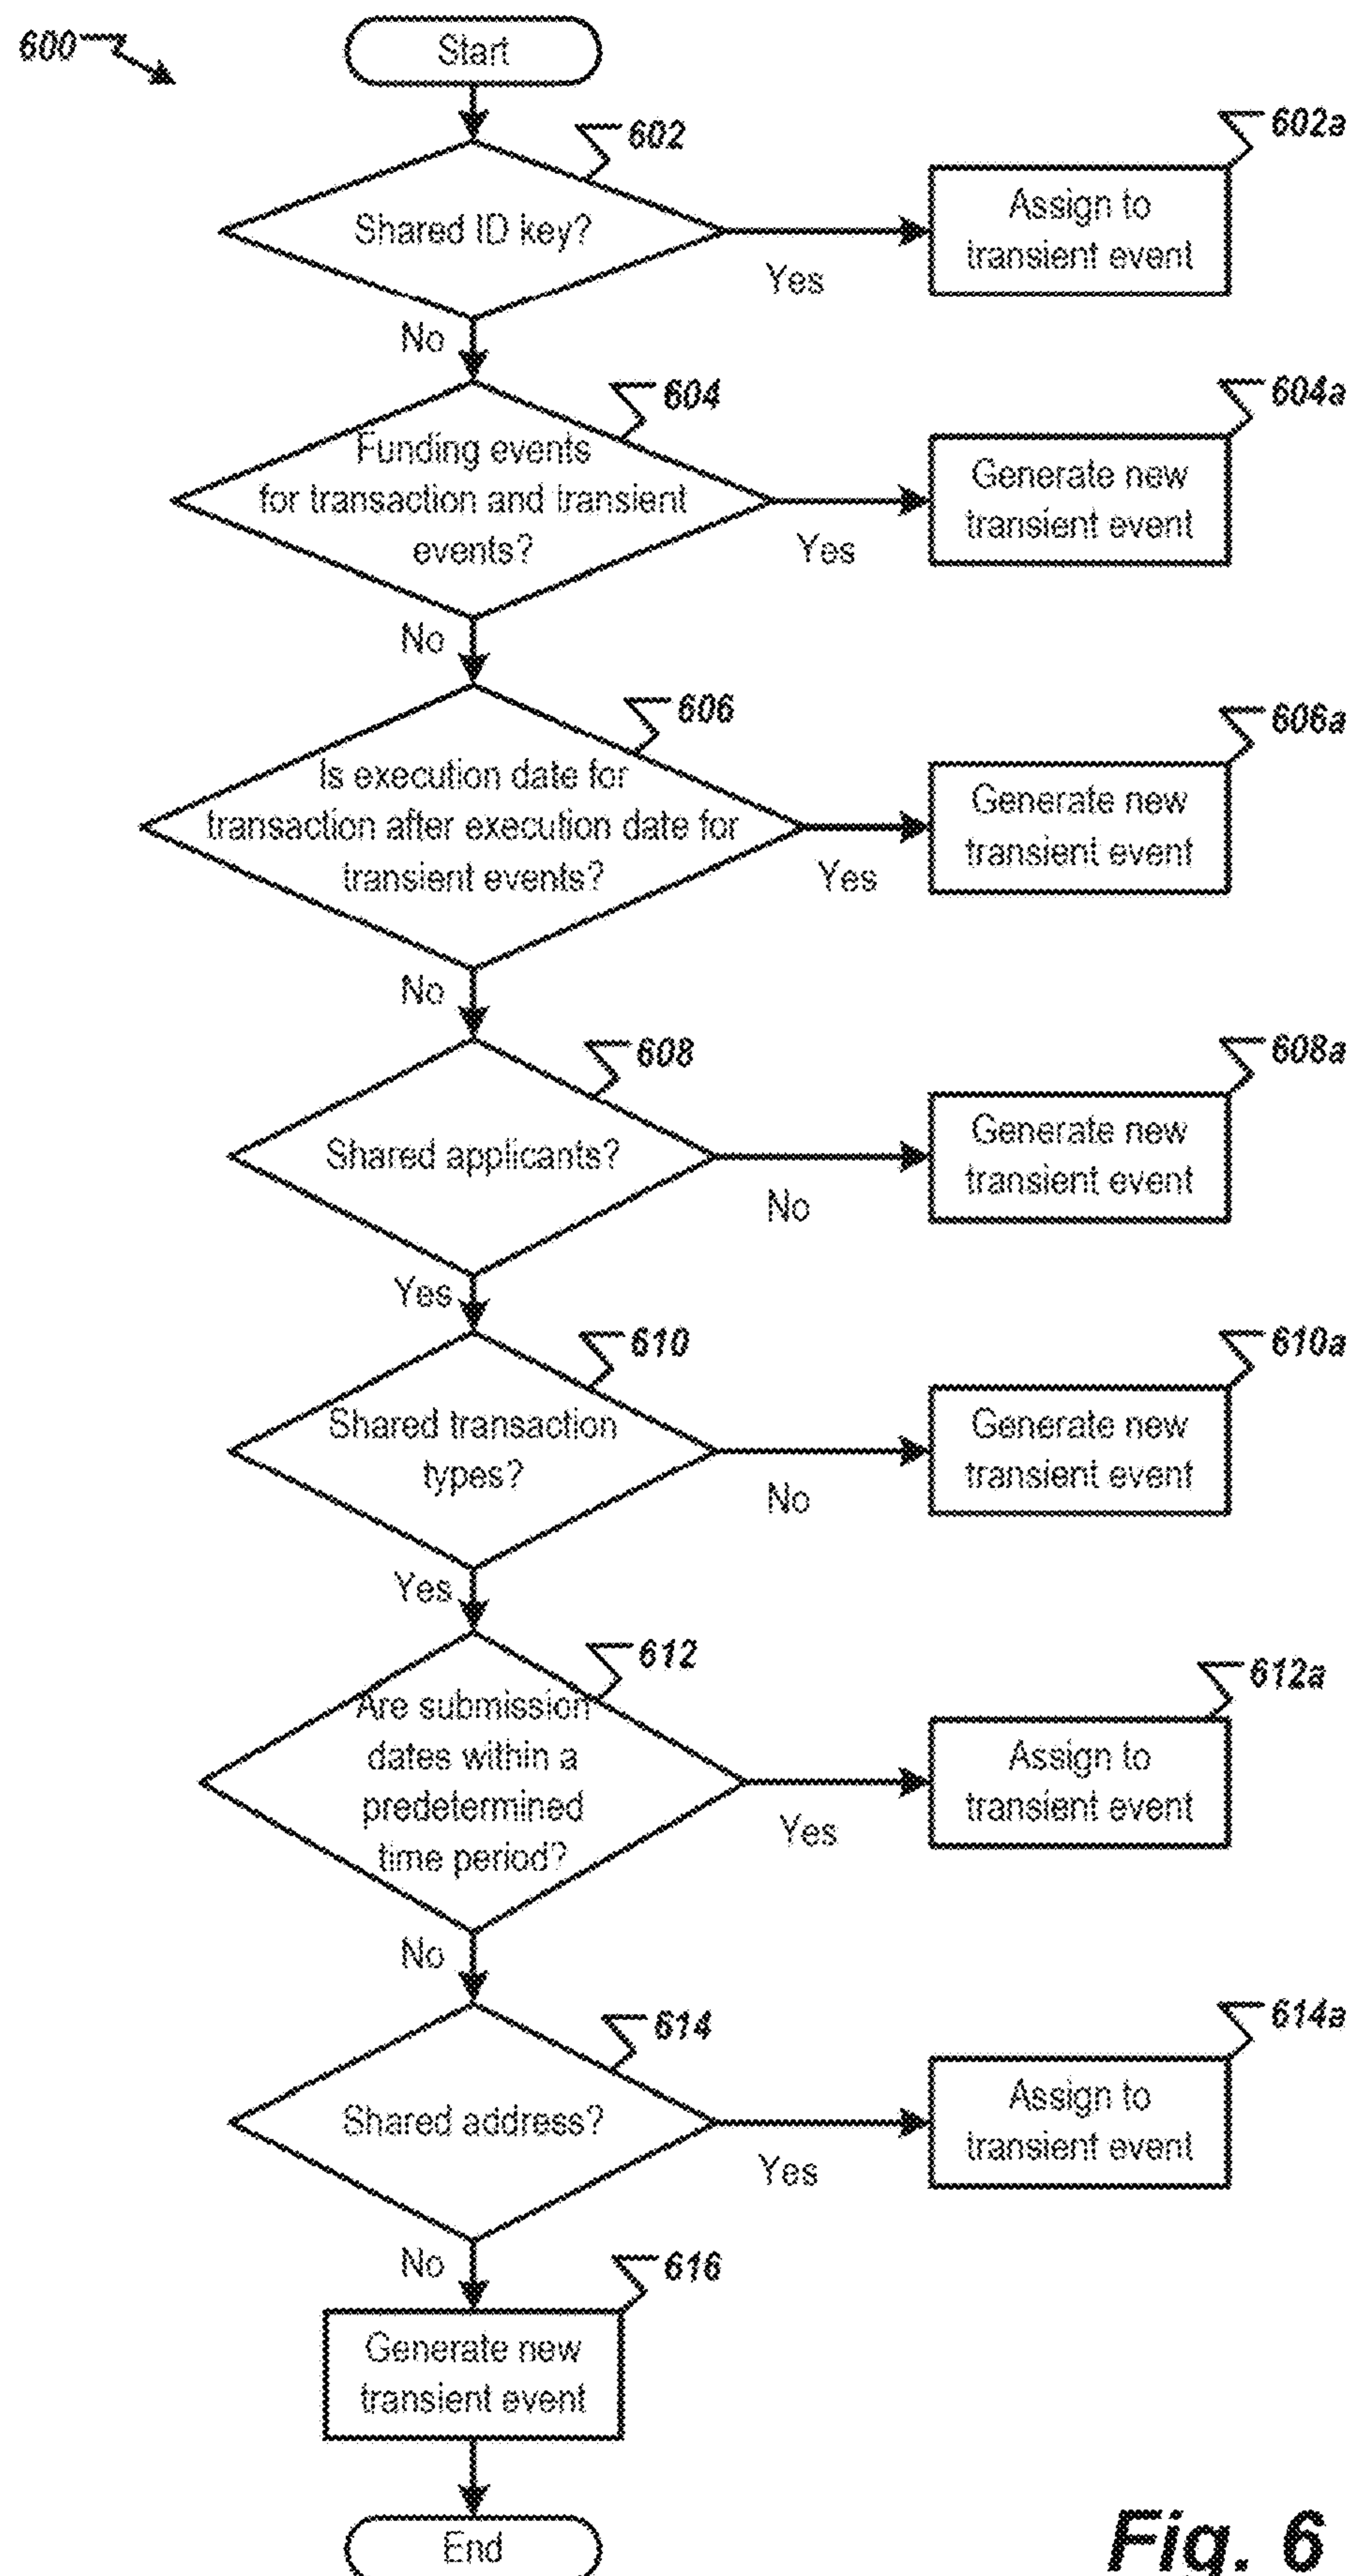 600
Start
602
602a
Shared ID key?
Assign to
transient event
Yes
No
604
604a
Funding events
for transaction and transient
events?
Generate new
transient event
Yes
No
606
606a
Is execution date for
transaction after execution date for
transient events?
Generate new
transient event
Yes
No
608
608a
Shared applicants?
Generate new
transient event
No
Yes
610
610a
Shared transaction
types?
Generate new
transient event
No
Yes
612
612a
Are submission
dates within a
predetermined
time period?
Assign to
transient event
Yes
No
614
614a
Shared address?
Assign to
transient event
Yes
No
616
Generate new
transient event
End
Fig. 6